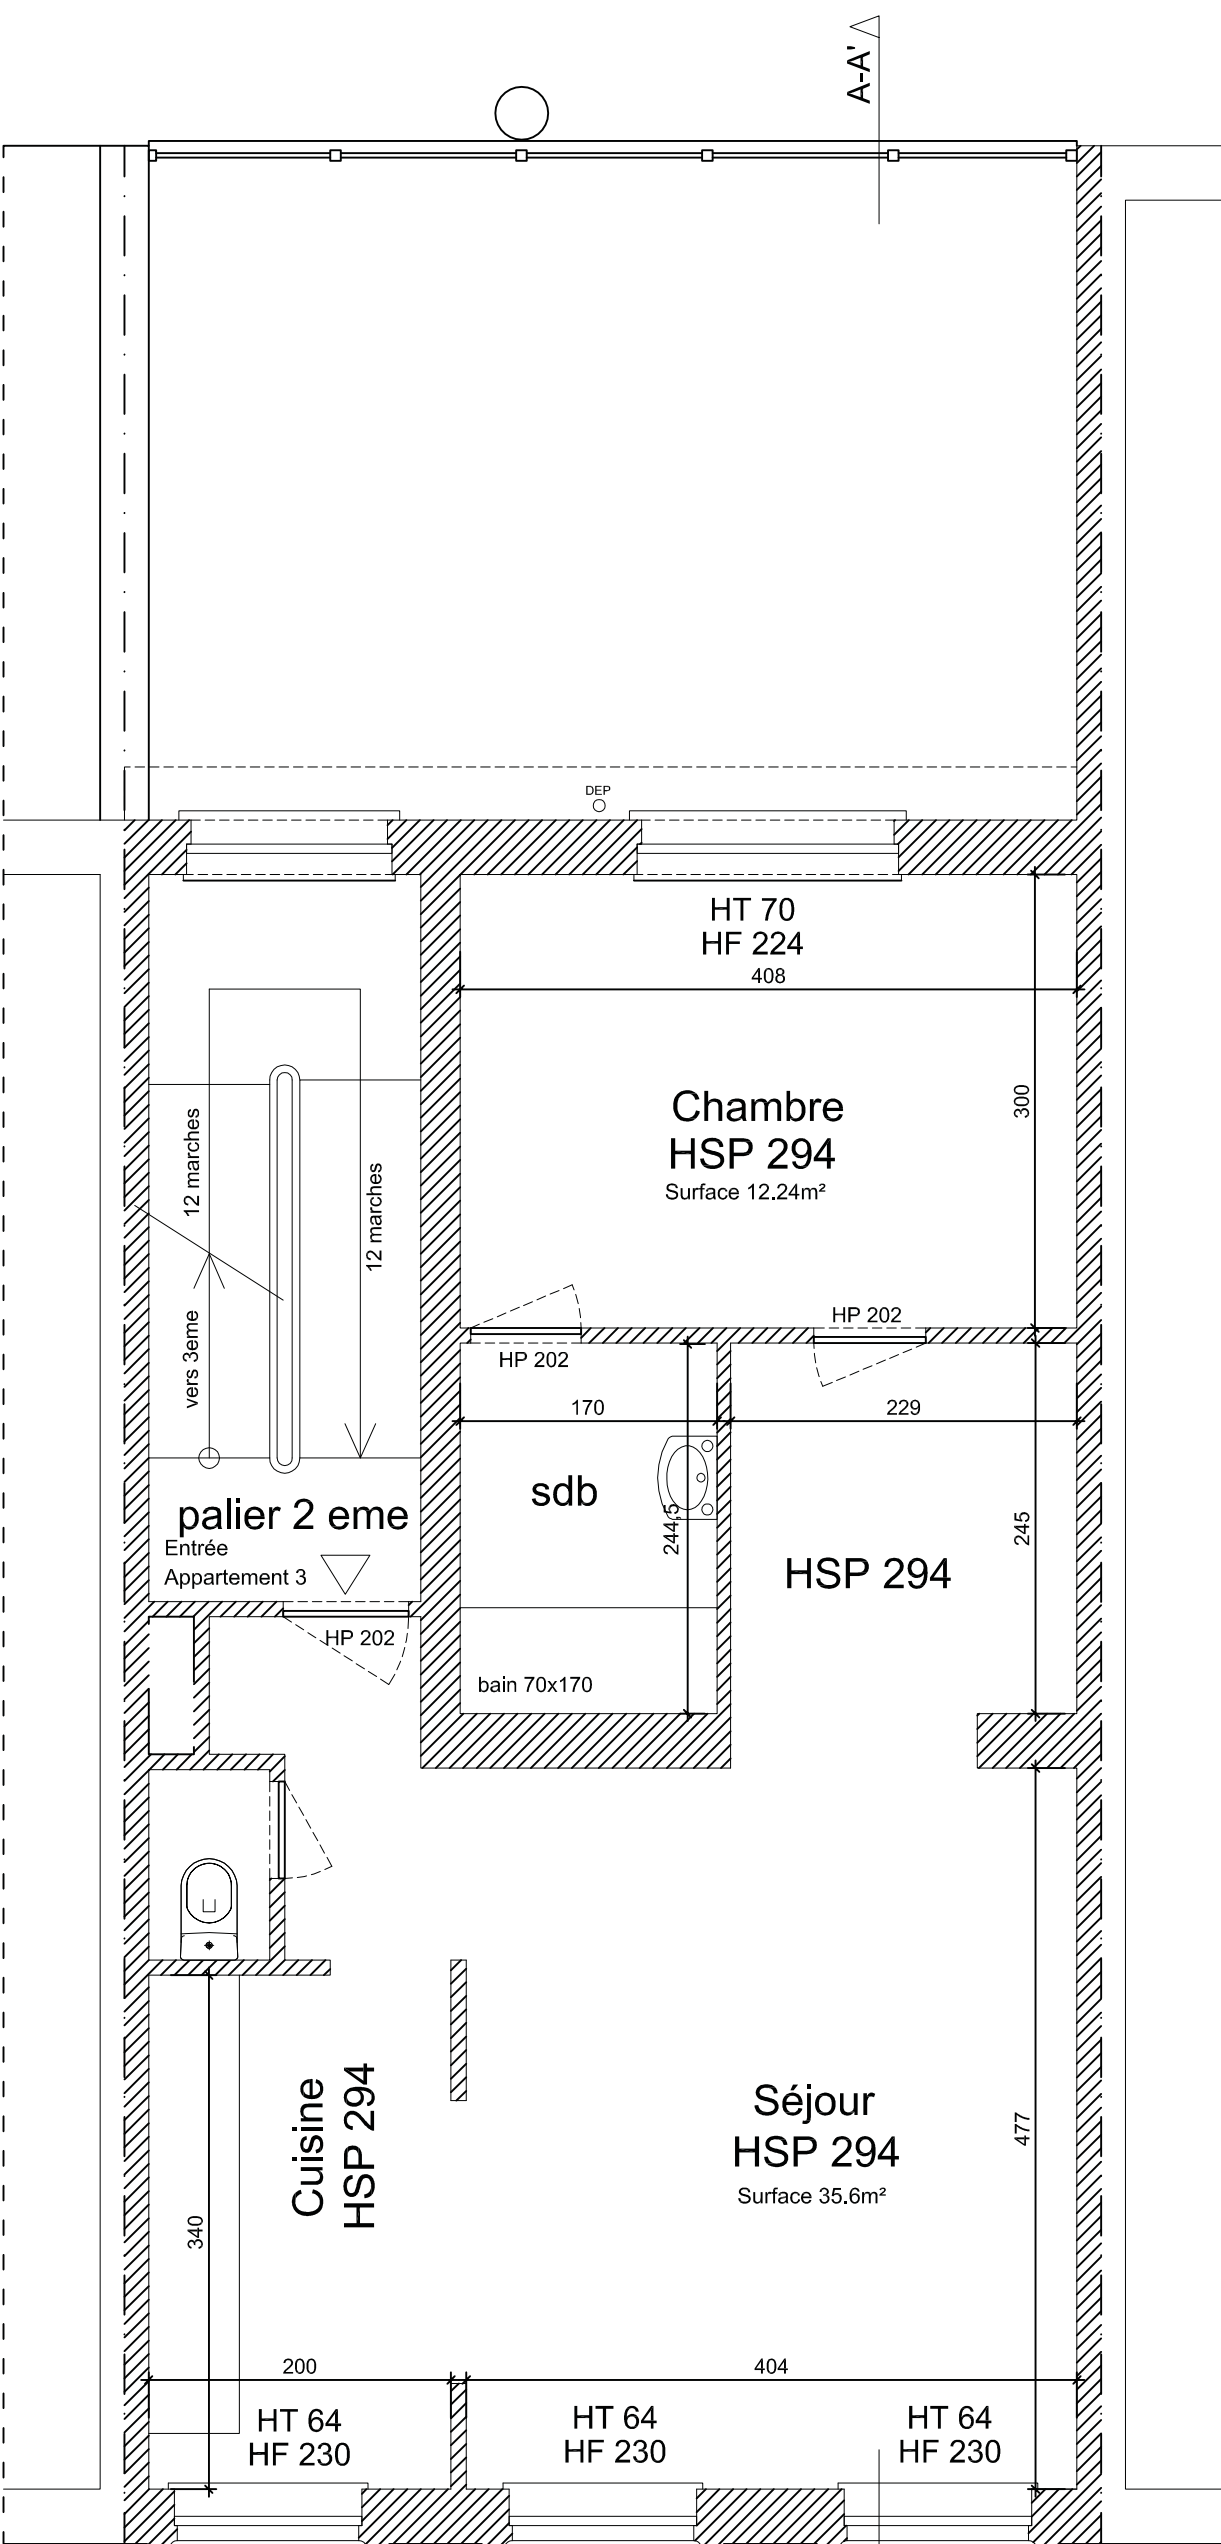 A-A'
DEP
HT 70
HF 224
408
300
Chambre
HSP 294
Surface 12.24m²
12 marches
12 marches
vers 3eme
HP 202
HP 202
170
229
sdb
244,5
245
HSP 294
palier 2 eme
Entrée
Appartement 3
HP 202
bain 70x170
Cuisine
HSP 294
340
Séjour
HSP 294
Surface 35.6m²
477
200
404
HT 64
HF 230
HT 64
HF 230
HT 64
HF 230